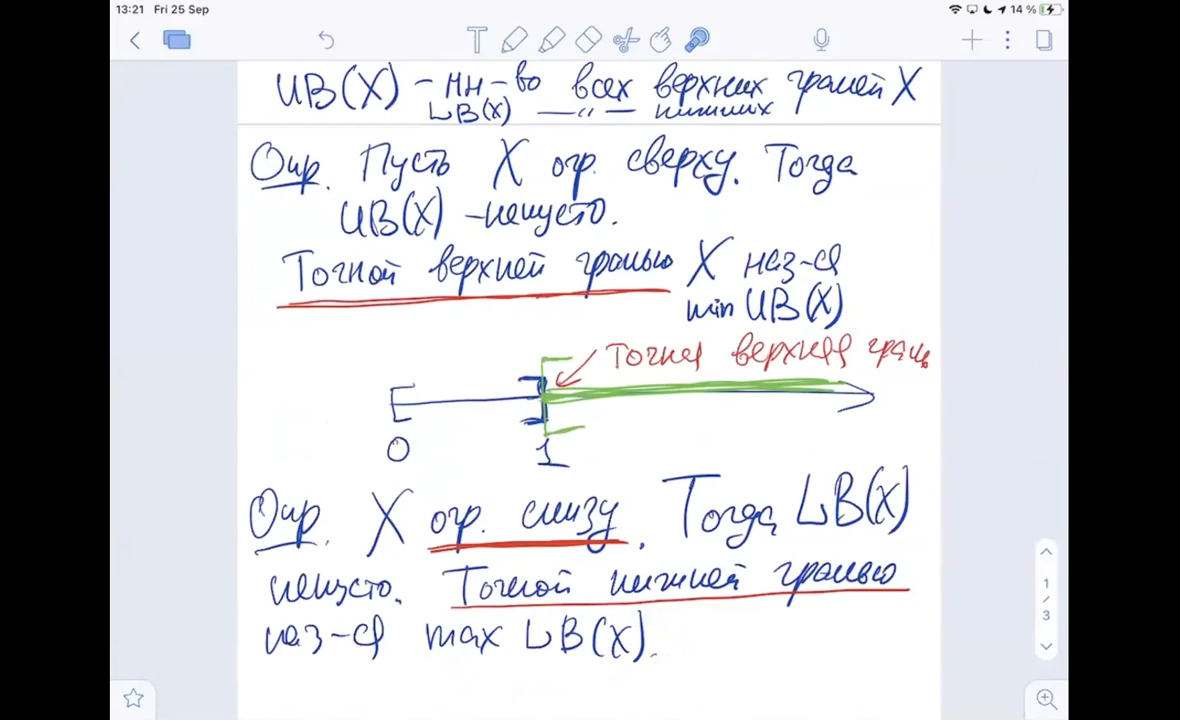 13:21 Fri 25 Sep
14 %
UB(X) – мн-во всех верхних граней X
LB(X) —〃— нижних
Опр. Пусть X огр. сверху. Тогда
UB(X) – непусто.
Точной верхней гранью X наз-ся
min UB(X)
точная верхняя грань
0 1
Опр. X огр. снизу. Тогда LB(X)
непусто. Точной нижней гранью
наз-ся max LB(X).
1
/
3